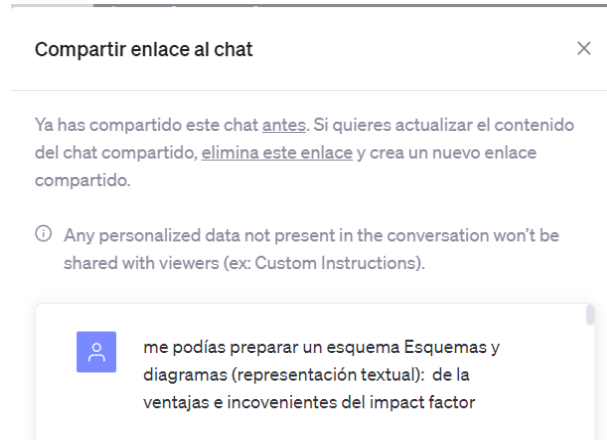 Compartir enlace al chat
Ya has compartido este chat antes. Si quieres actualizar el contenido
del chat compartido, elimina este enlace y crea un nuevo enlace
compartido.
Any personalized data not present in the conversation won't be
shared with viewers (ex: Custom Instructions).
me podías preparar un esquema Esquemas y
diagramas (representación textual): de la
ventajas e incovenientes del impact factor